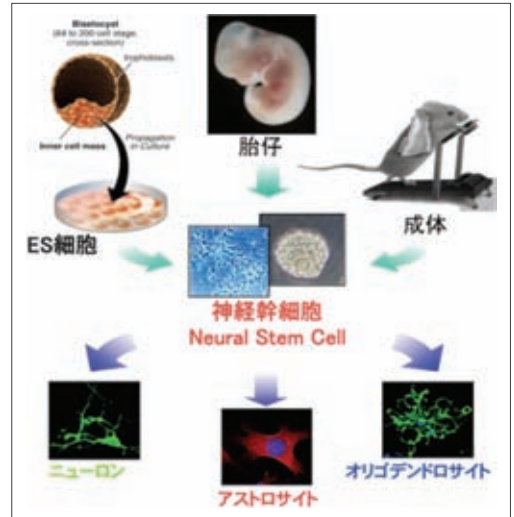 Blastocyst
(64 to 200 cell stage,
cross-section)
trophoblasts
Inner cell mass
Propagation
in Culture
ES細胞
胎仔
成体
神経幹細胞
Neural Stem Cell
ニューロン
アストロサイト
オリゴデンドロサイト